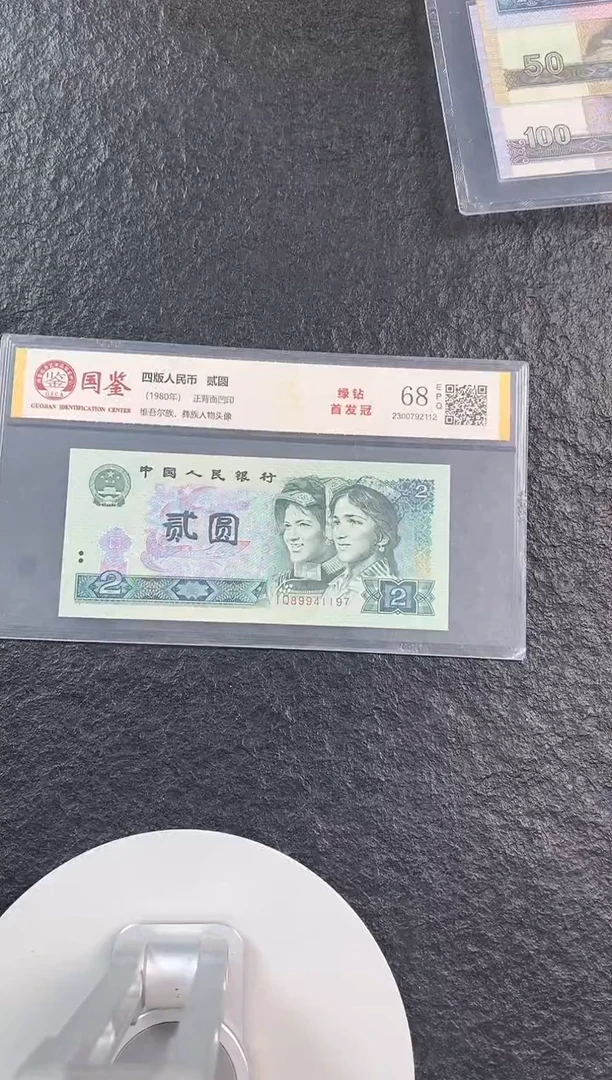 50
100
国鉴
GUOJIAN IDENTIFICATION CENTER
四版人民币 贰圆
(1980年) 正背面凹印
维吾尔族、彝族人物头像
绿钻
首发冠
68
EPQ
2300792112
中国人民银行
2
贰圆
2
IQ89941197
2